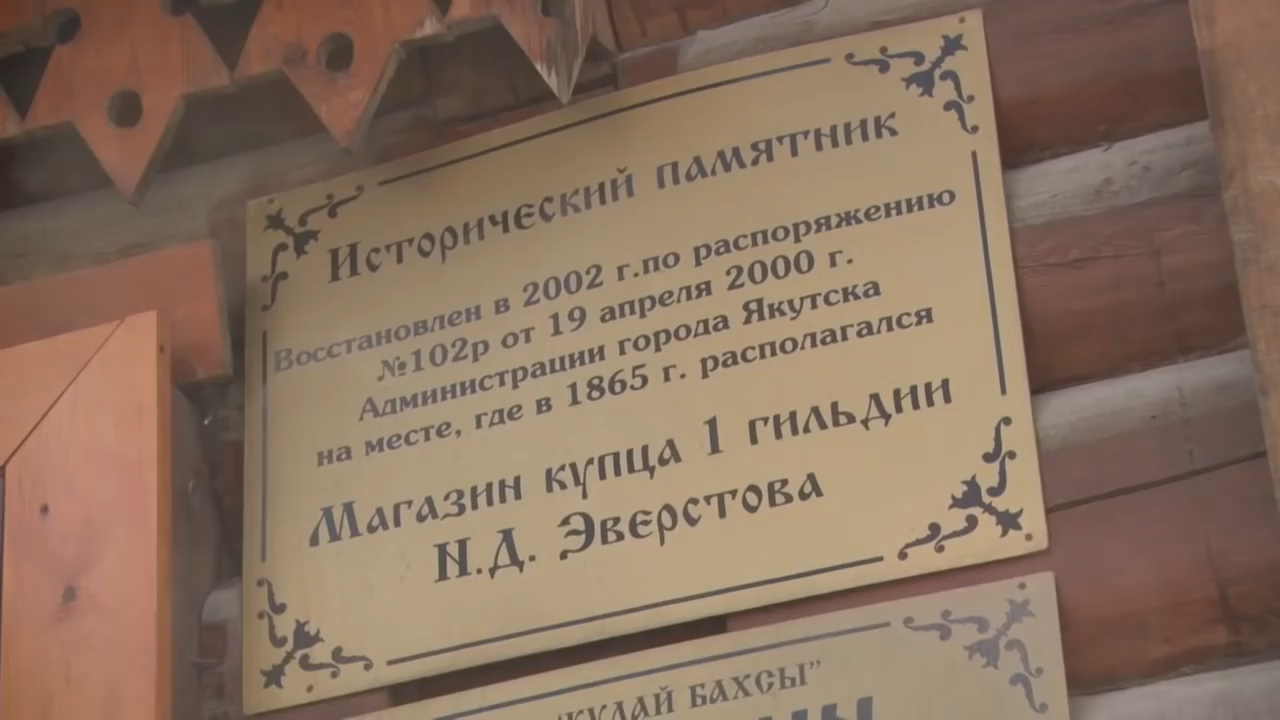 Исторический памятник
Восстановлен в 2002 г.по распоряжению
№102р от 19 апреля 2000 г.
Администрации города Якутска
на месте, где в 1865 г. располагался
Магазин купца 1 гильдии
Н.Д. Эверстова
БАХСЫ"